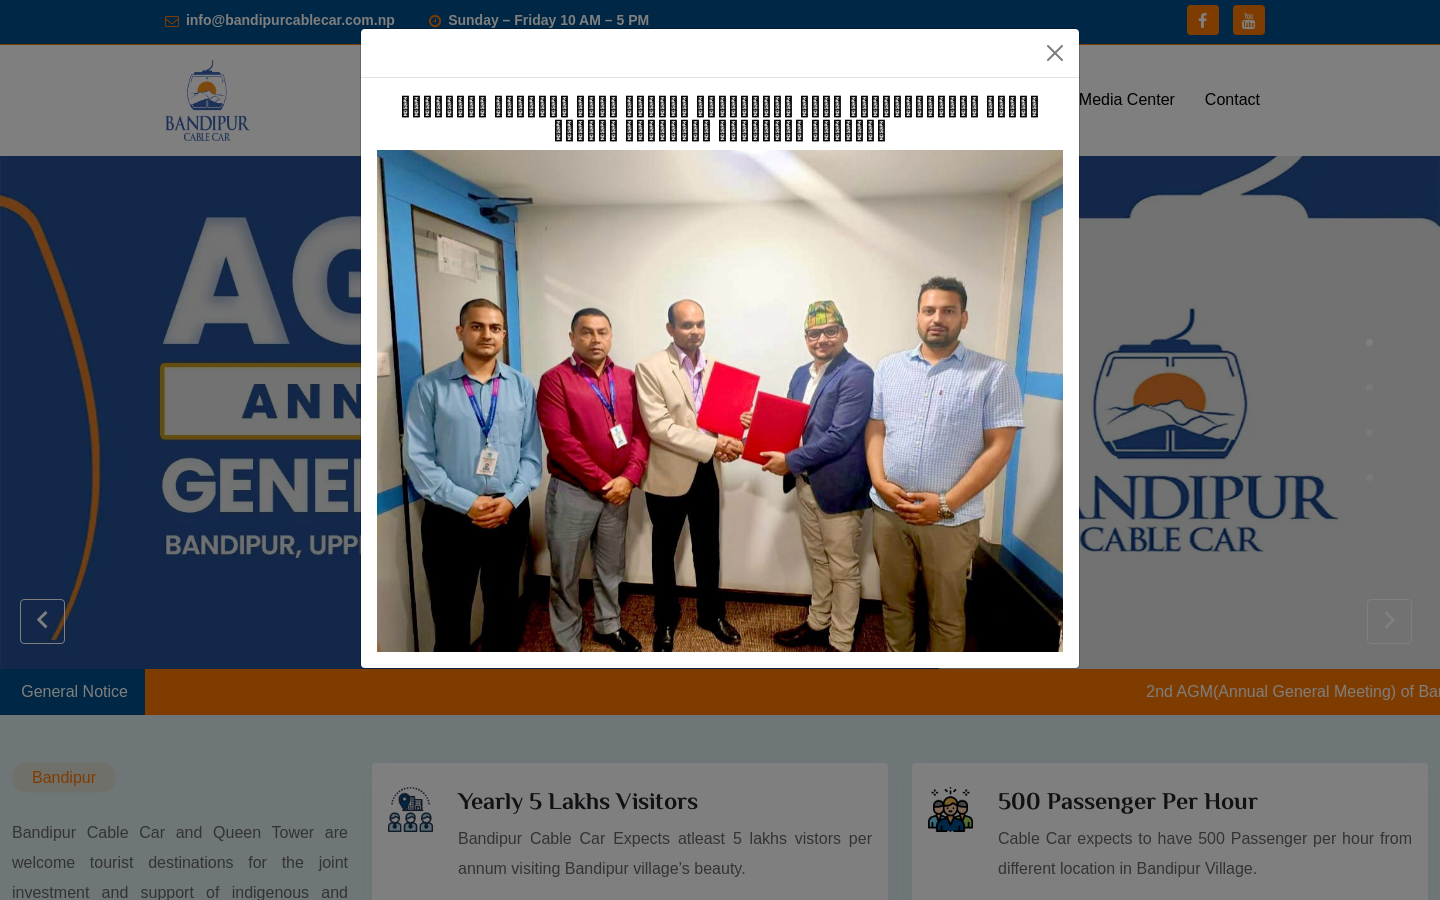 info@bandipurcablecar.com.np
Sunday – Friday 10 AM – 5 PM
BANDIPUR
CABLE CAR
Media Center
Contact
AG
ANN
GENE
BANDIPUR, UPP
ANDIPUR
CABLE CAR
General Notice
2nd AGM(Annual General Meeting) of Ban
Bandipur
Bandipur Cable Car and Queen Tower are
welcome tourist destinations for the joint
investment and support of indigenous and
Yearly 5 Lakhs Visitors
Bandipur Cable Car Expects atleast 5 lakhs vistors per
annum visiting Bandipur village's beauty.
500 Passenger Per Hour
Cable Car expects to have 500 Passenger per hour from
different location in Bandipur Village.